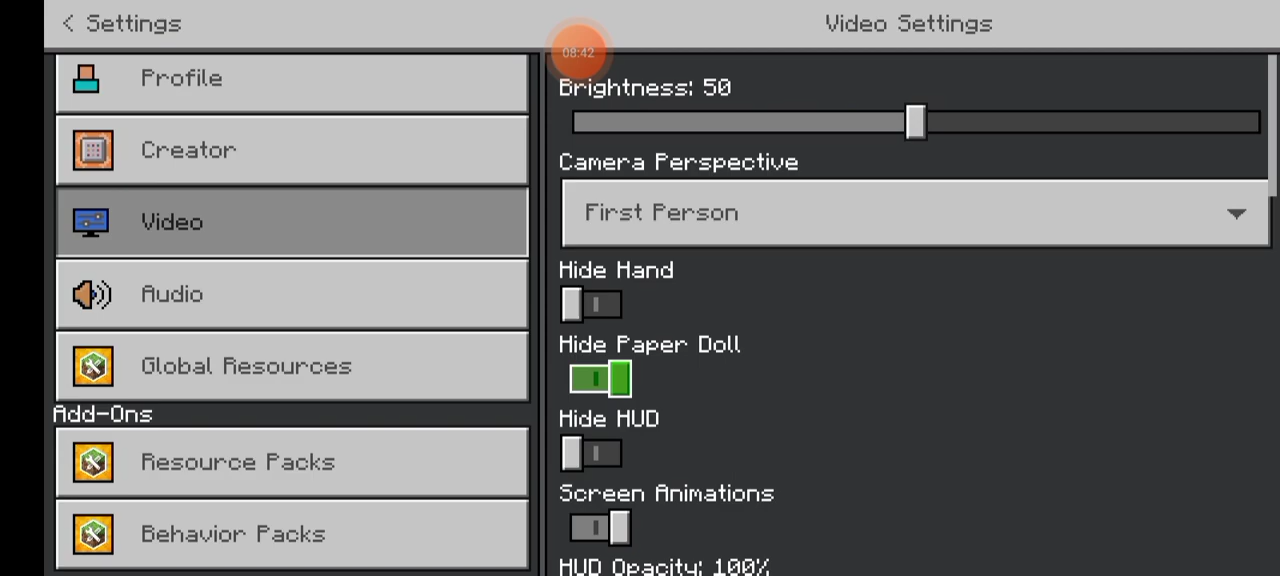 < Settings
Video Settings
08:42
Profile
Creator
Video
Audio
Global Resources
Add-Ons
Resource Packs
Behavior Packs
Brightness: 50
Camera Perspective
First Person
Hide Hand
Hide Paper Doll
Hide HUD
Screen Animations
HUD Opacity: 100%